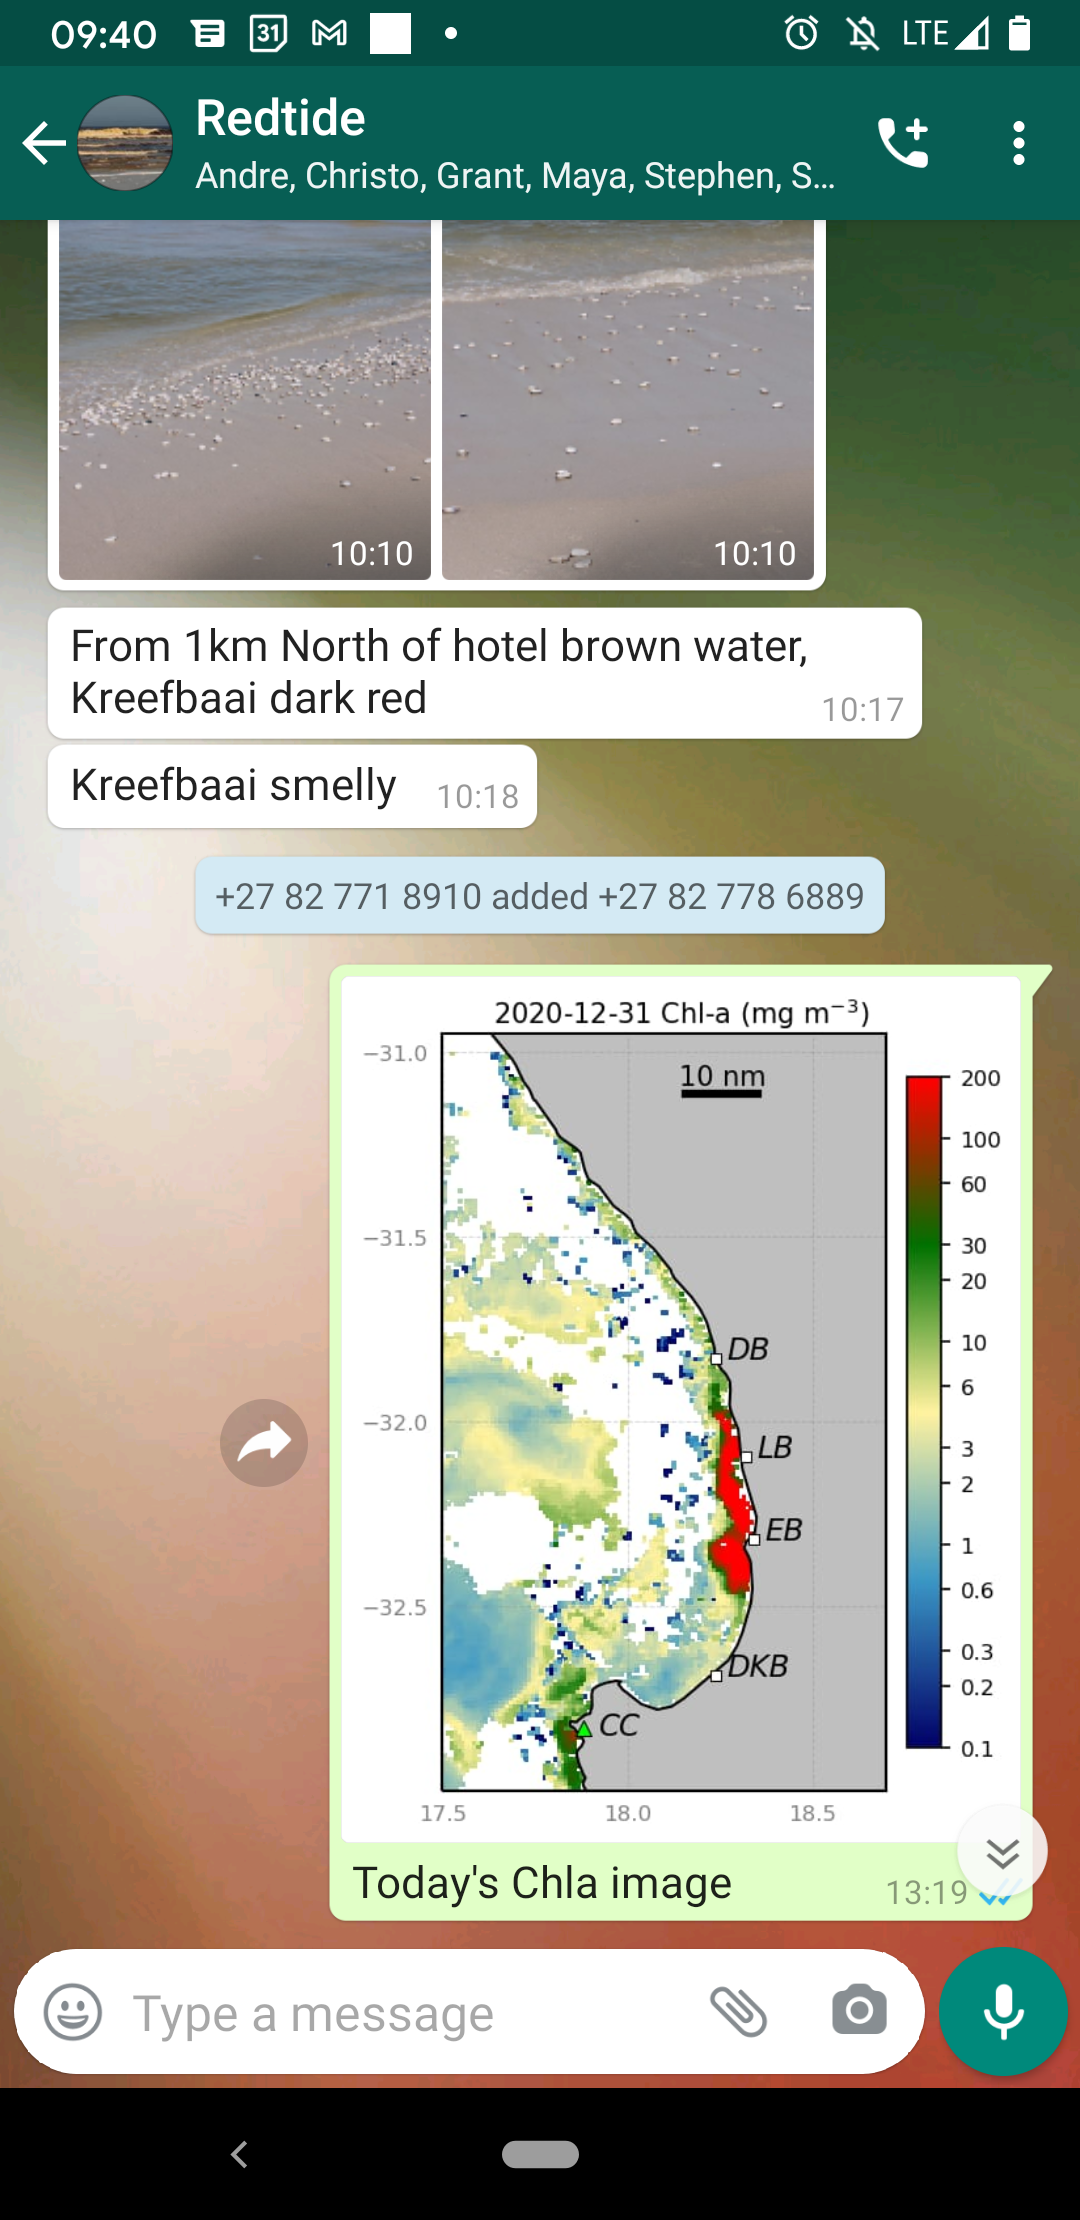 09:40
31
LTE
Redtide
Andre, Christo, Grant, Maya, Stephen, S...
10:10
10:10
From 1km North of hotel brown water,
Kreefbaai dark red
10:17
Kreefbaai smelly 10:18
+27 82 771 8910 added +27 82 778 6889
2020-12-31 Chl-a (mg m⁻³)
−31.0
10 nm
−31.5
DB
−32.0
LB
EB
−32.5
DKB
CC
17.5 18.0 18.5
200
100
60
30
20
10
6
3
2
1
0.6
0.3
0.2
0.1
Today's Chla image
13:19
Type a message